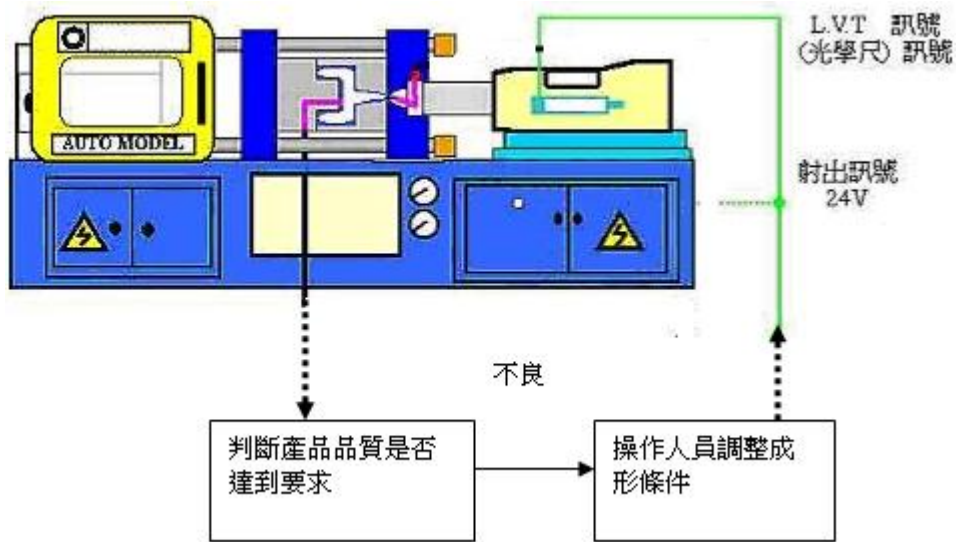 L.V.T 訊號
(光學尺) 訊號
AUTO MODEL
射出訊號
24V
不良
判斷產品品質是否
達到要求
操作人員調整成
形條件